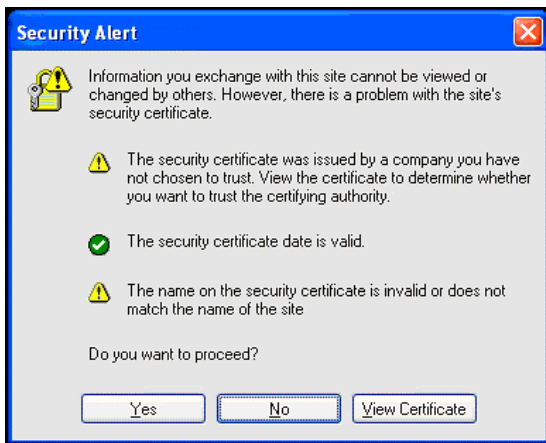 Security Alert
Information you exchange with this site cannot be viewed or
changed by others. However, there is a problem with the site's
security certificate.
The security certificate was issued by a company you have
not chosen to trust. View the certificate to determine whether
you want to trust the certifying authority.
The security certificate date is valid.
The name on the security certificate is invalid or does not
match the name of the site
Do you want to proceed?
Yes No View Certificate